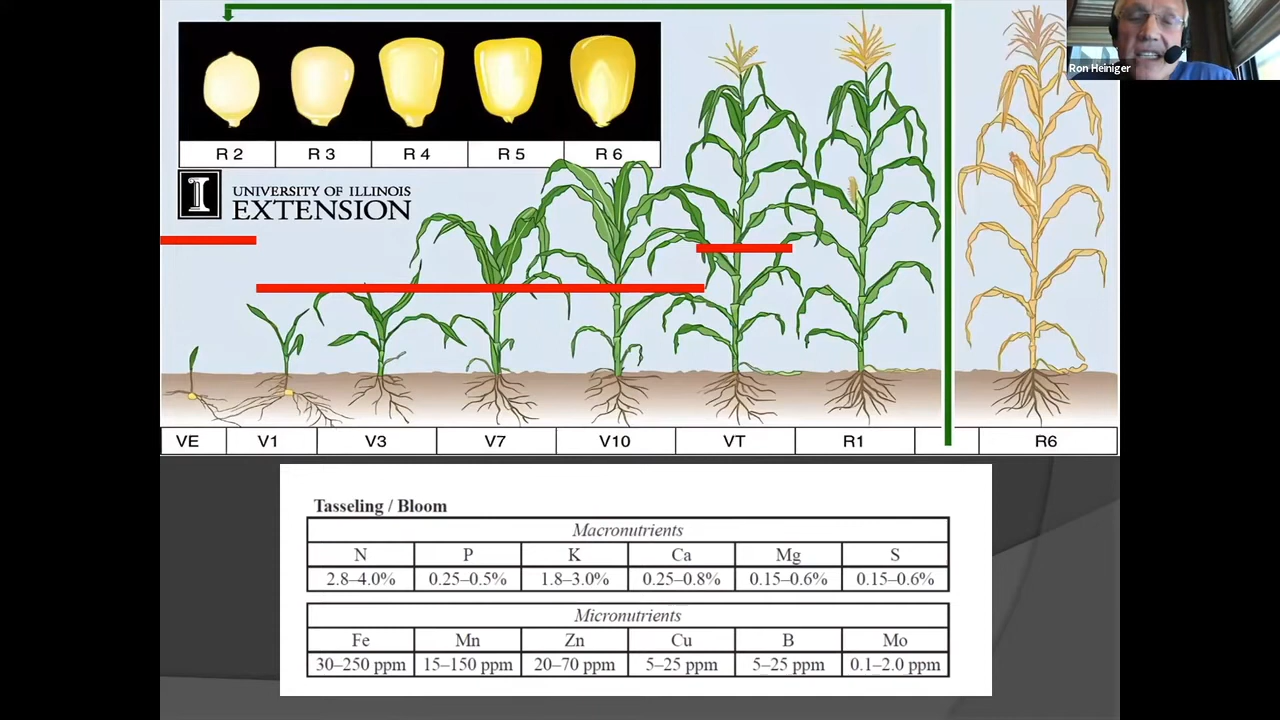 Ron Heiniger
R 2 R 3 R 4 R 5 R 6
I UNIVERSITY OF ILLINOIS
EXTENSION
VE V1 V3 V7 V10 VT R1 R6
Tasseling / Bloom
Macronutrients
N P K Ca Mg S
2.8–4.0% 0.25–0.5% 1.8–3.0% 0.25–0.8% 0.15–0.6% 0.15–0.6%
Micronutrients
Fe Mn Zn Cu B Mo
30–250 ppm 15–150 ppm 20–70 ppm 5–25 ppm 5–25 ppm 0.1–2.0 ppm